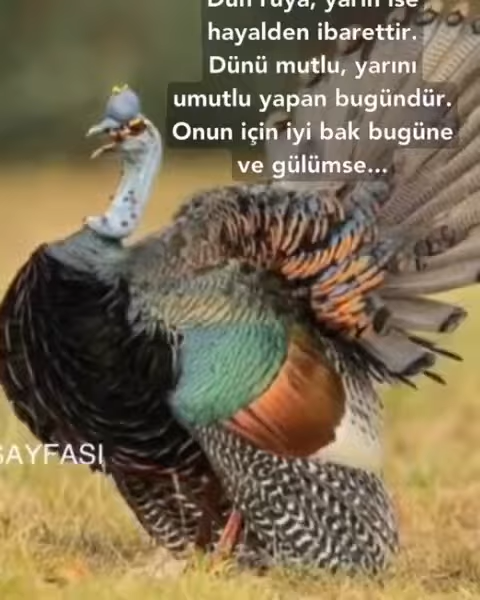 Dün rüya, yarın ise
hayalden ibarettir.
Dünü mutlu, yarını
umutlu yapan bugündür.
Onun için iyi bak bugüne
ve gülümse...
SAYFASI